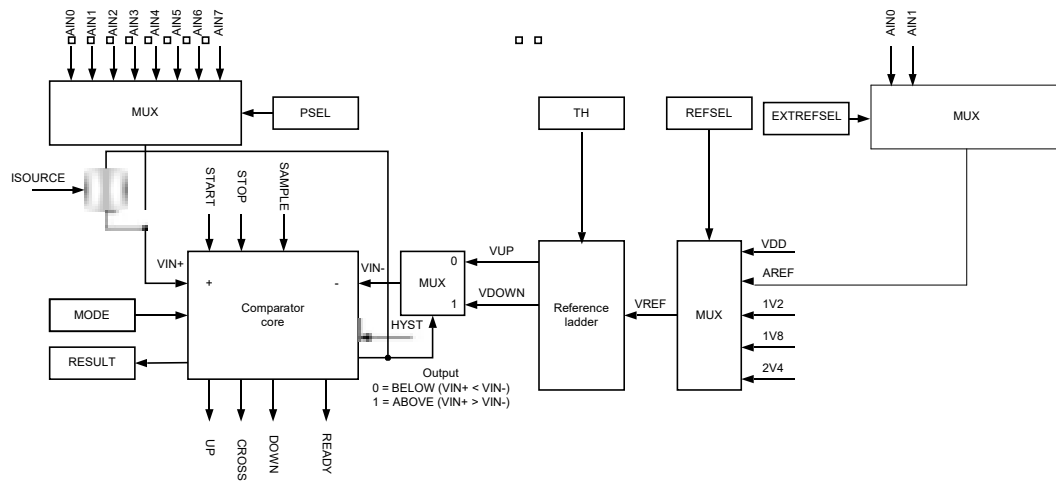 AIN0
AIN1
AIN2
AIN3
AIN4
AIN5
AIN6
AIN7
AIN0
AIN1
MUX
PSEL
TH
REFSEL
EXTREFSEL
MUX
ISOURCE
START
STOP
SAMPLE
VIN+
+
-
VIN-
MUX
0
1
VUP
VDOWN
HYST
Comparator
core
Reference
ladder
VREF
MUX
VDD
AREF
1V2
1V8
2V4
MODE
RESULT
Output
0 = BELOW (VIN+ < VIN-)
1 = ABOVE (VIN+ > VIN-)
UP
CROSS
DOWN
READY